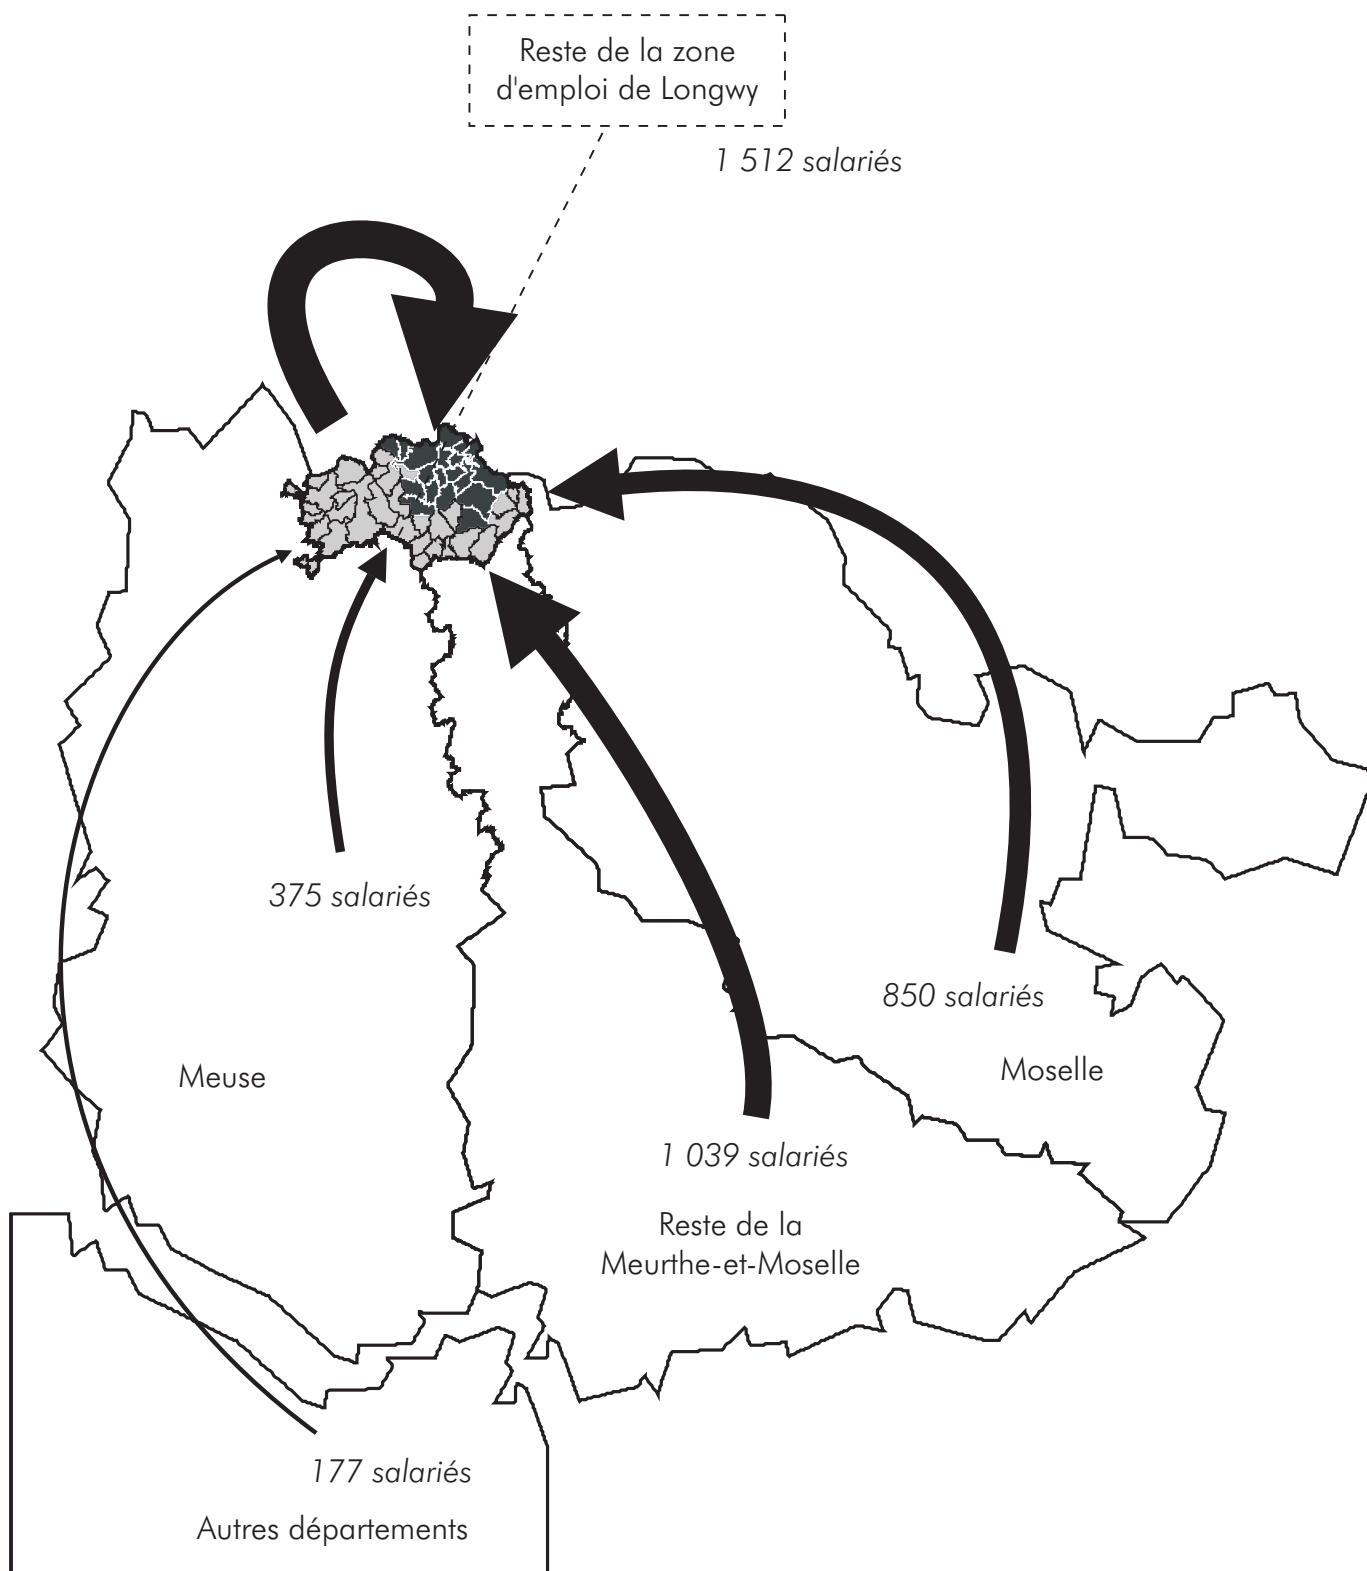 Reste de la zone
d'emploi de Longwy
1 512 salariés
375 salariés
850 salariés
Meuse
Moselle
1 039 salariés
Reste de la
Meurthe-et-Moselle
177 salariés
Autres départements